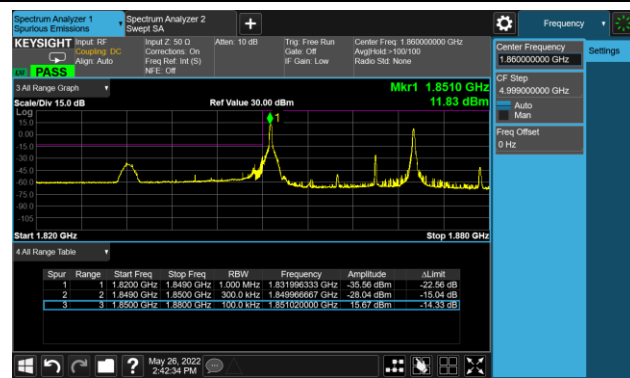 Spectrum Analyzer 1
Spurious Emissions
Spectrum Analyzer 2
Swept SA
Frequency
KEYSIGHT
Input: RF
Coupling: DC
Align: Auto
Input Z: 50 Ω
Corrections: On
Freq Ref: Int (S)
NFE: Off
Atten: 10 dB
Trig: Free Run
Gate: Off
IF Gain: Low
Center Freq: 1.860000000 GHz
Avg|Hold:>100/100
Radio Std: None
PASS
Center Frequency
1.860000000 GHz
Settings
CF Step
4.999000000 GHz
Auto
Man
Freq Offset
0 Hz
3 All Range Graph
Mkr1 1.8510 GHz
Scale/Div 15.0 dB
Ref Value 30.00 dBm
11.83 dBm
Log
15.0
0.00
-15.0
-30.0
-45.0
-60.0
-75.0
-90.0
-105
1
Start 1.820 GHz
Stop 1.880 GHz
4 All Range Table
Spur Range Start Freq Stop Freq RBW Frequency Amplitude ΔLimit
1 1 1.8200 GHz 1.8490 GHz 1.000 MHz 1.831996333 GHz -35.56 dBm -22.56 dB
2 2 1.8490 GHz 1.8500 GHz 300.0 kHz 1.849966667 GHz -28.04 dBm -15.04 dB
3 3 1.8500 GHz 1.8800 GHz 100.0 kHz 1.851020000 GHz 15.67 dBm -14.33 dB
May 26, 2022
2:42:34 PM